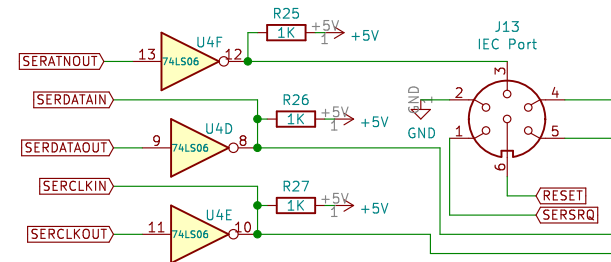 R25
1K
+5V
1
+5V
J13
IEC Port
U4F
SERATNOUT
13
74LS06
12
3
SERDATAIN
R26
1K
+5V
1
+5V
GND
1
GND
2
4
1
5
6
U4D
SERDATAOUT
9
74LS06
8
SERCLKIN
R27
1K
+5V
1
+5V
RESET
SERSRQ
U4E
SERCLKOUT
11
74LS06
10